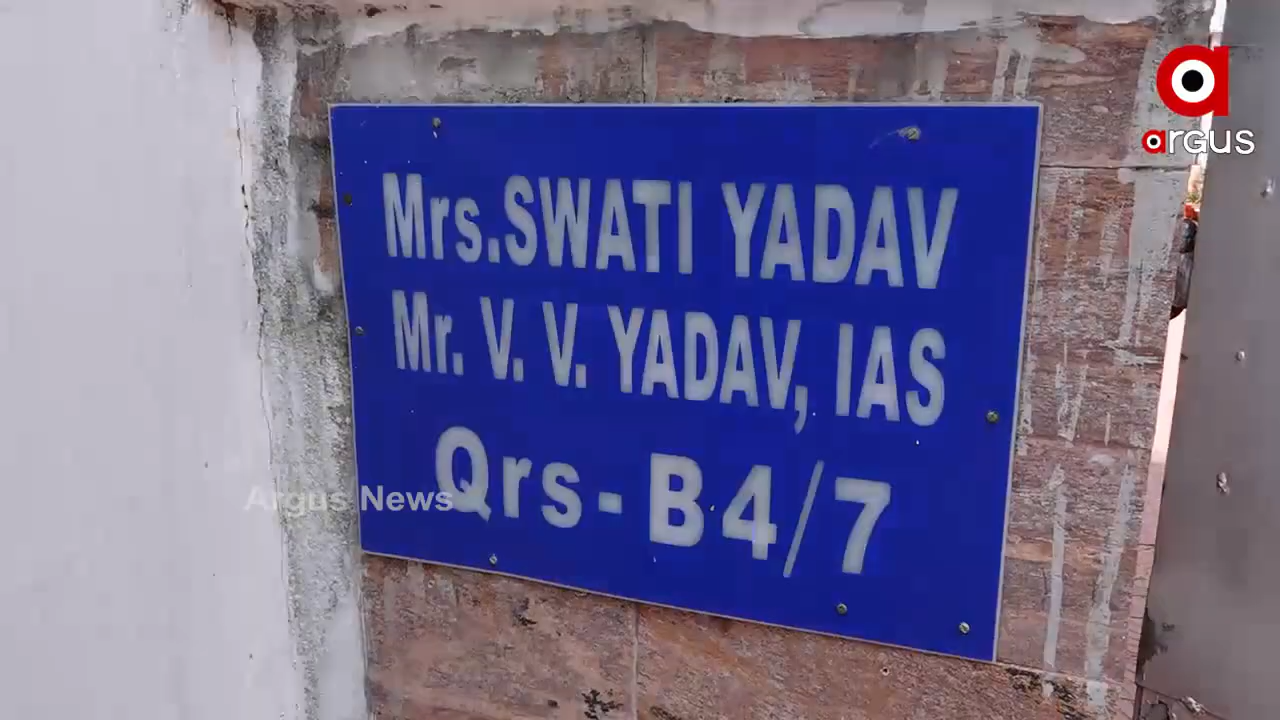 argus
Mrs.SWATI YADAV
Mr. V. V. YADAV, IAS
Qrs-B4/7
Argus News